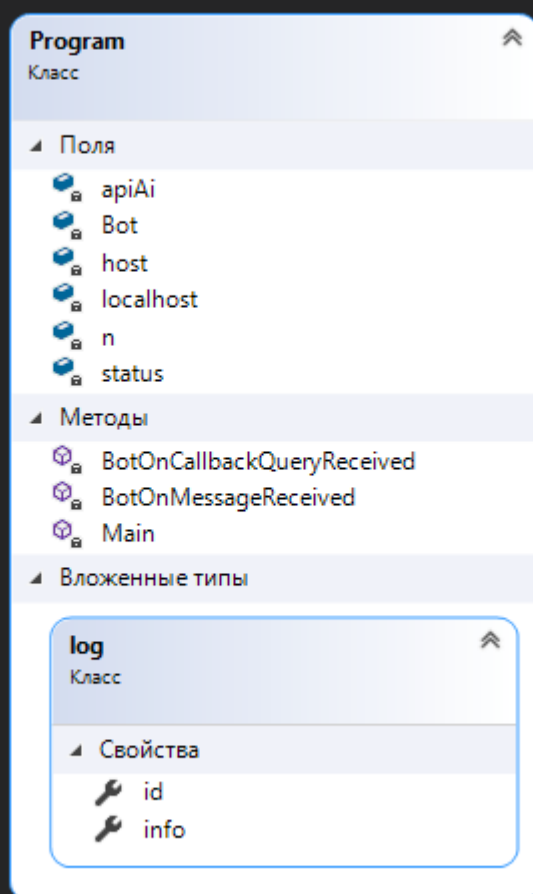 Program
Класс
Поля
apiAi
Bot
host
localhost
n
status
Методы
BotOnCallbackQueryReceived
BotOnMessageReceived
Main
Вложенные типы
log
Класс
Свойства
id
info